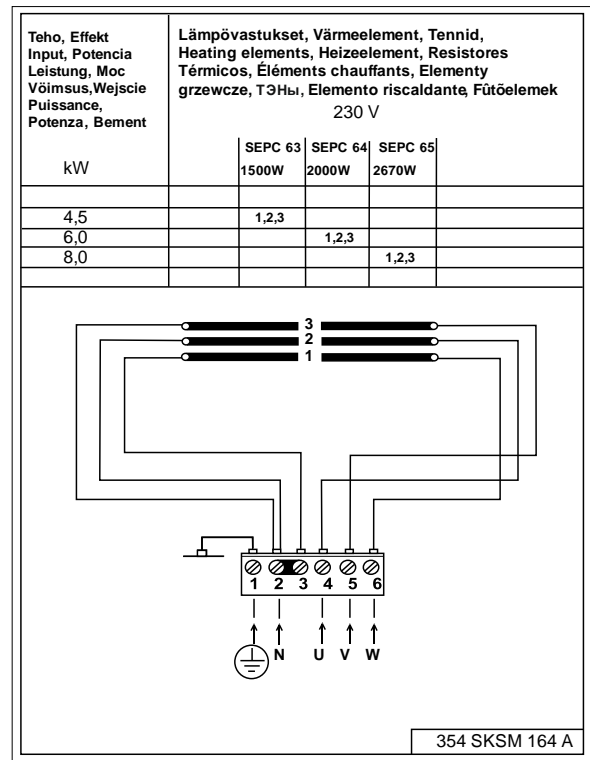 Teho, Effekt
Input, Potencia
Leistung, Moc
Vöimsus,Wejscie
Puissance,
Potenza, Bement
kW
Lämpövastukset, Värmeelement, Tennid,
Heating elements, Heizeelement, Resistores
Térmicos, Éléments chauffants, Elementy
grzewcze, ТЭНы, Elemento riscaldante, Fûtõelemek
230 V
SEPC 63 SEPC 64 SEPC 65
1500W 2000W 2670W
4,5 1,2,3
6,0 1,2,3
8,0 1,2,3
3
2
1
1 2 3 4 5 6
N U V W
354 SKSM 164 A